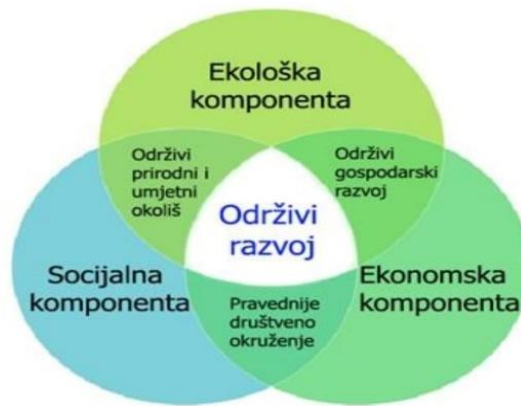 Ekološka
komponenta
Održivi
prirodni i
umjetni
okoliš
Održivi
gospodarski
razvoj
Održivi
razvoj
Socijalna
komponenta
Ekonomska
komponenta
Pravednije
društveno
okruženje